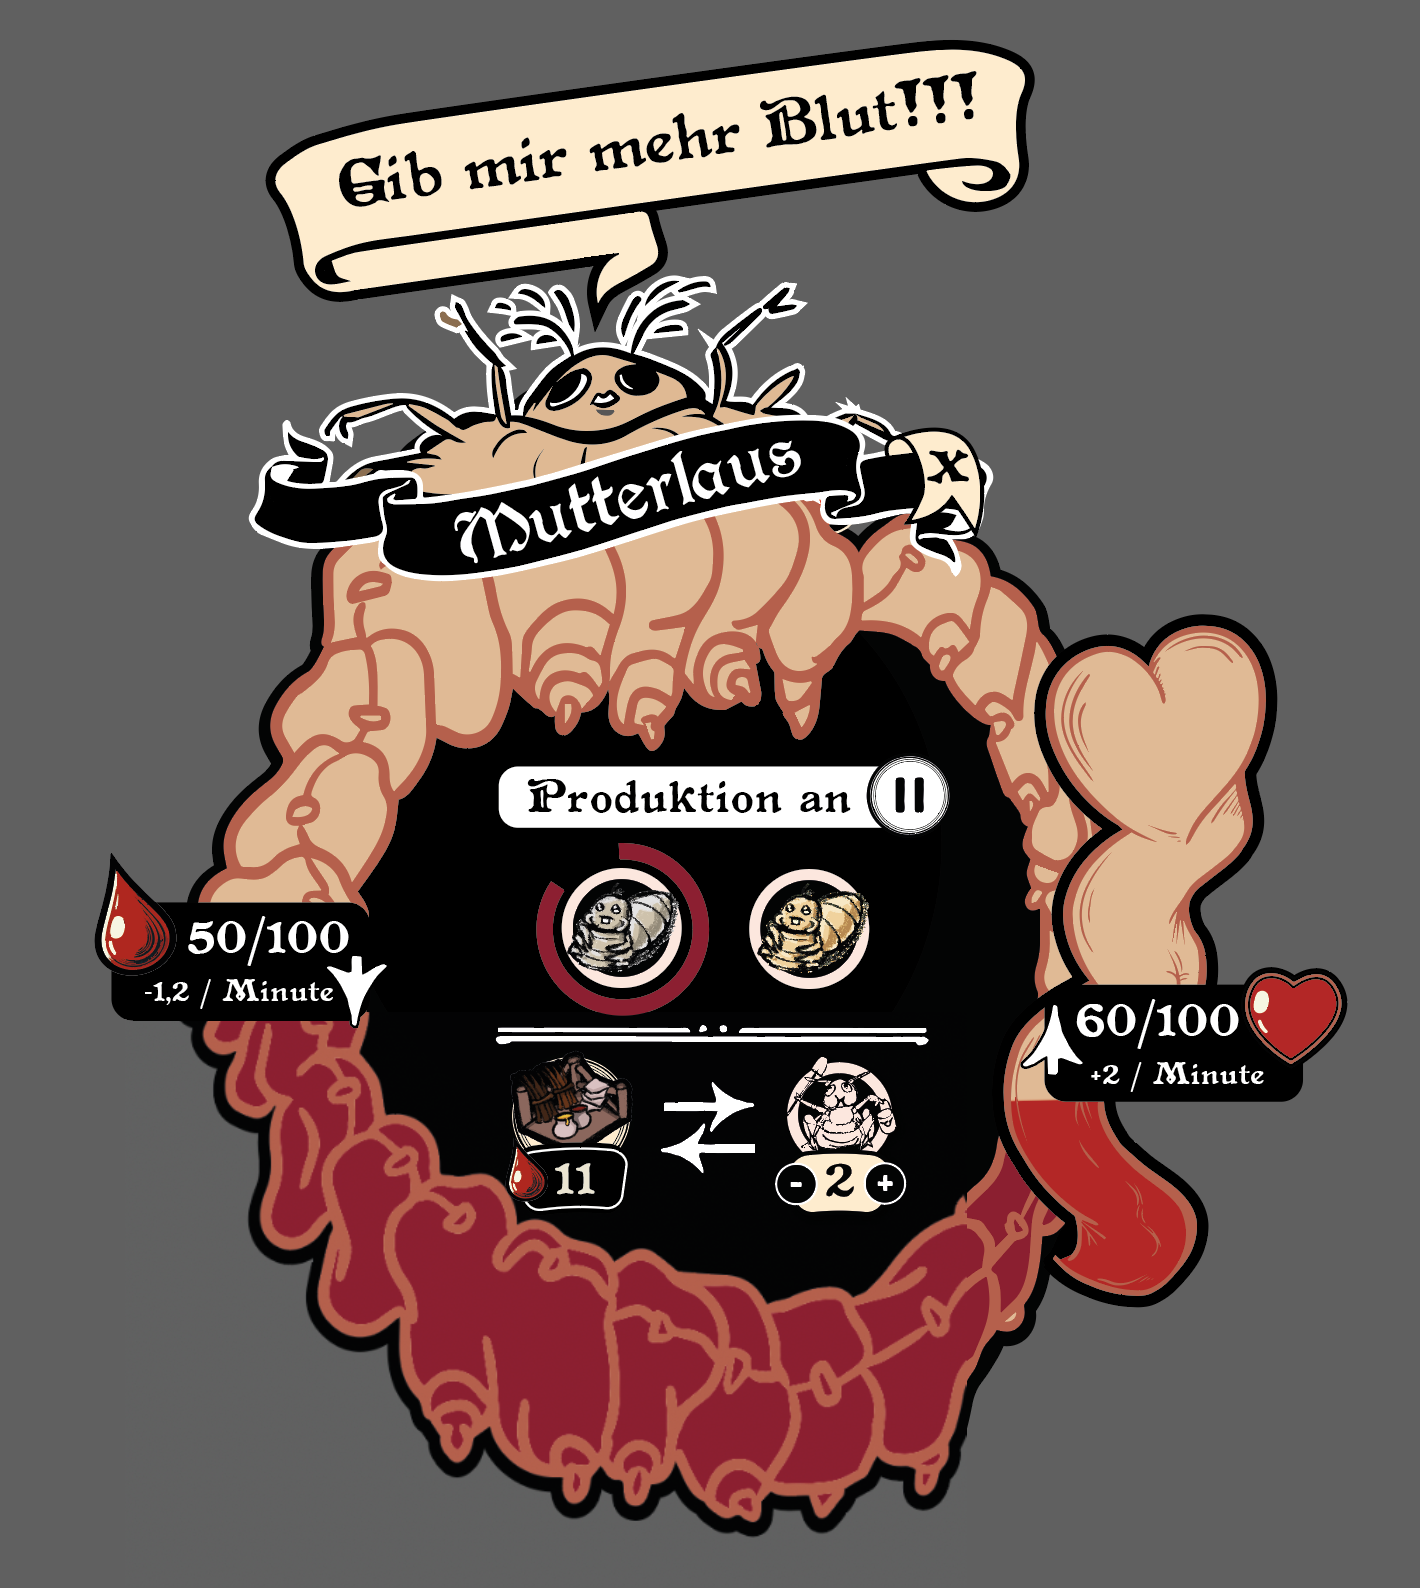 Gib mir mehr Blut!!!
Mutterlaus
x
Produktion an
50/100
-1,2 / Minute
60/100
+2 / Minute
11
- 2 +